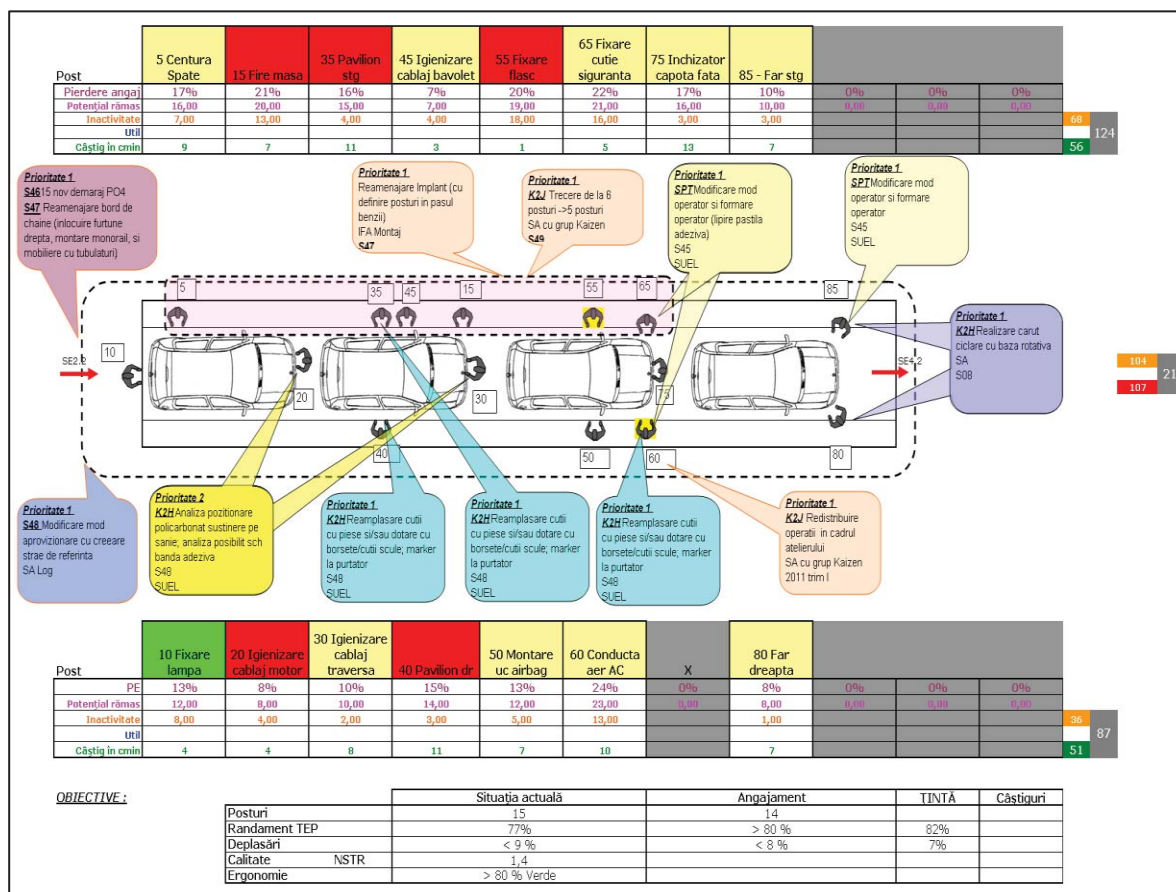 Post 5 Centura Spate 15 Fire masa 35 Pavilion stg 45 Igienizare cablaj bavolet 55 Fixare flasc 65 Fixare cutie siguranta 75 Inchizator capota fata 85 - Far stg
Pierdere angaj 17% 21% 16% 7% 20% 22% 17% 10% 0% 0% 0%
Potențial rămas 16,00 20,00 15,00 7,00 19,00 21,00 16,00 10,00 0,00 0,00 0,00
Inactivitate 7,00 13,00 4,00 4,00 18,00 16,00 3,00 3,00 68
Util 124
Câștig în cmin 9 7 11 3 1 5 13 7 56
Prioritate 1
S46 15 nov demaraj PO4
S47 Reamenajare bord de
chaine (inlocuire furtune
drepta, montare monorail, si
mobiliere cu tubulaturi)
Prioritate 1
Reamenajare Implant (cu
definire posturi in pasul
benzii)
IFA Montaj
S47
Prioritate 1
K2J Trecere de la 6
posturi ->5 posturi
SA cu grup Kaizen
S49
Prioritate 1
SPT Modificare mod
operator si formare
operator (lipire pastila
adeziva)
S45
SUEL
Prioritate 1
SPT Modificare mod
operator si formare
operator
S45
SUEL
5 35 45 15 55 65 85
Prioritate 1
K2H Realizare carut
ciclare cu baza rotativa
SA
S08
10
SE2.2
SE4.2
104
21
107
20 30 75
40 50 60 80
Prioritate 1
S48 Modificare mod
aprovizionare cu creeare
strae de referinta
SA Log
Prioritate 2
K2H Analiza pozitionare
policarbonat sustinere pe
sanie; analiza posibilit sch
banda adeziva
S48
SUEL
Prioritate 1
K2H Reamplasare cutii
cu piese si/sau dotare cu
borsete/cutii scule; marker
la purtator
S48
SUEL
Prioritate 1
K2H Reamplasare cutii
cu piese si/sau dotare cu
borsete/cutii scule; marker
la purtator
S48
SUEL
Prioritate 1
K2H Reamplasare cutii
cu piese si/sau dotare cu
borsete/cutii scule; marker
la purtator
S48
SUEL
Prioritate 1
K2J Redistribuire
operatii in cadrul
atelierului
SA cu grup Kaizen
2011 trim I
Post 10 Fixare lampa 20 Igienizare cablaj motor 30 Igienizare cablaj traversa 40 Pavilion dr 50 Montare uc airbag 60 Conducta aer AC X 80 Far dreapta
PE 13% 8% 10% 15% 13% 24% 0% 8% 0% 0% 0%
Potențial rămas 12,00 8,00 10,00 14,00 12,00 23,00 0,00 8,00 0,00 0,00 0,00
Inactivitate 8,00 4,00 2,00 3,00 5,00 13,00 1,00 36
Util 87
Câștig în cmin 4 4 8 11 7 10 7 51
OBIECTIVE :
Situația actuală Angajament ȚINTĂ Câștiguri
Posturi 15 14
Randament TEP 77% > 80 % 82%
Deplasări < 9 % < 8 % 7%
Calitate NSTR 1,4
Ergonomie > 80 % Verde